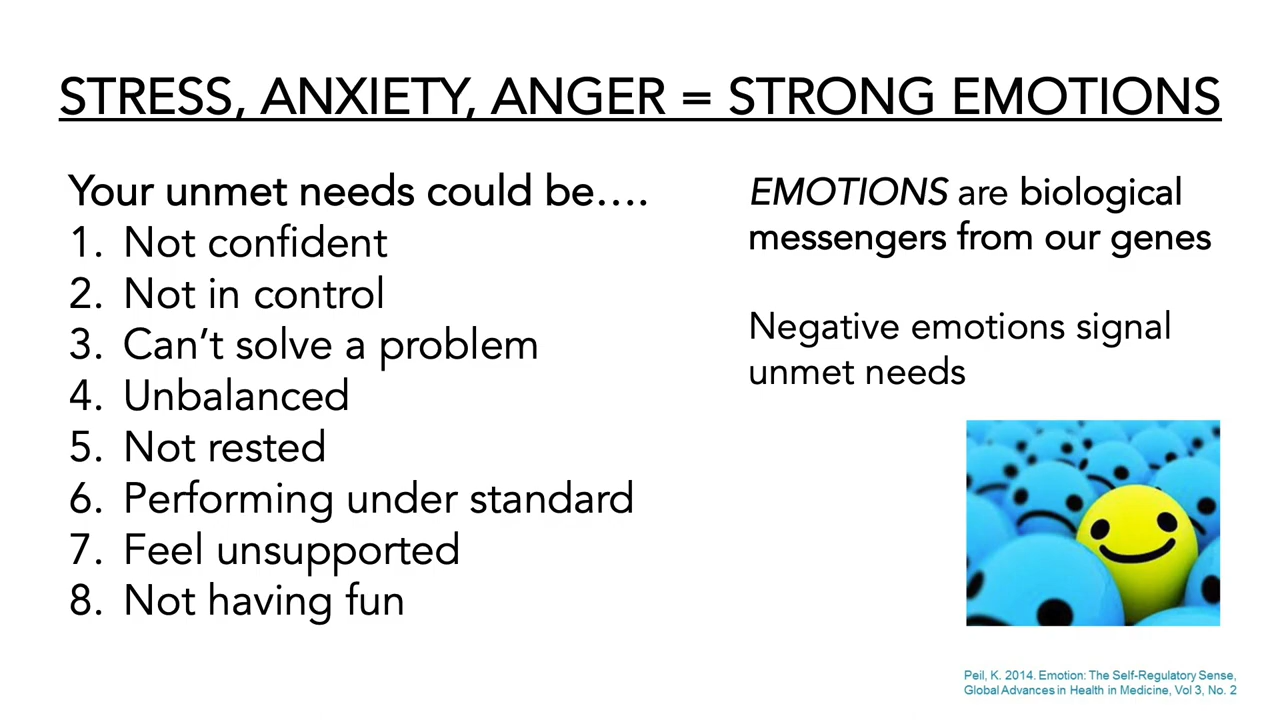 STRESS, ANXIETY, ANGER = STRONG EMOTIONS
Your unmet needs could be….
1. Not confident
2. Not in control
3. Can’t solve a problem
4. Unbalanced
5. Not rested
6. Performing under standard
7. Feel unsupported
8. Not having fun
EMOTIONS are biological
messengers from our genes
Negative emotions signal
unmet needs
Peil, K. 2014. Emotion: The Self-Regulatory Sense,
Global Advances in Health in Medicine, Vol 3, No. 2